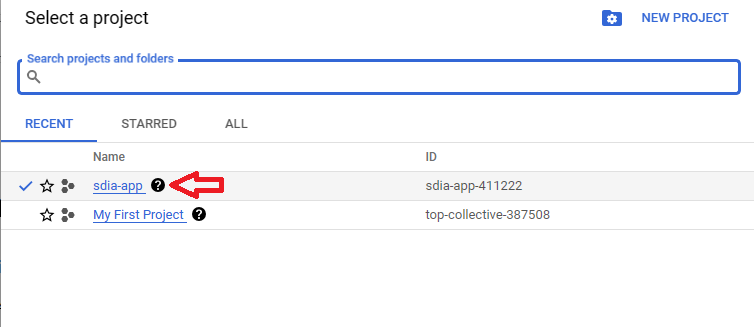 Select a project
NEW PROJECT
Search projects and folders
RECENT STARRED ALL
Name ID
sdia-app sdia-app-411222
My First Project top-collective-387508